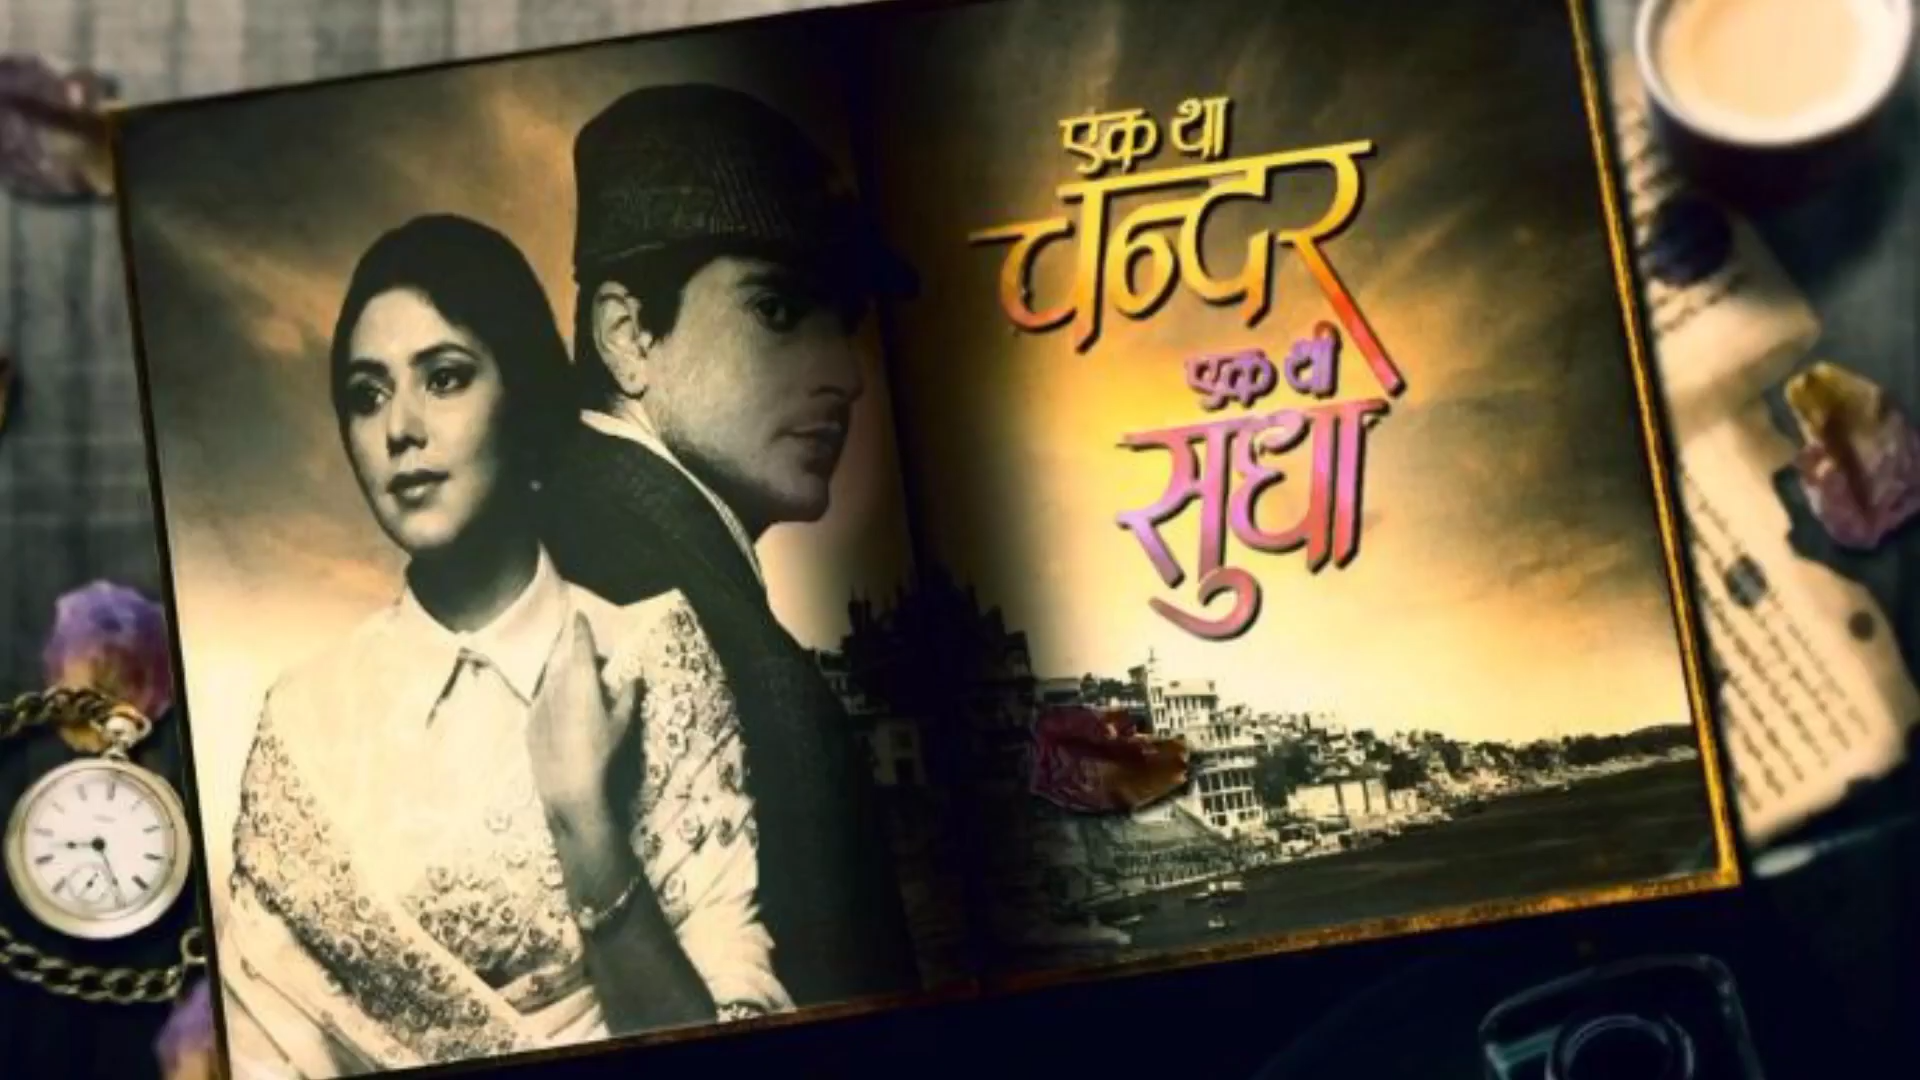 एक था
चन्दर
एक थी
सुधा